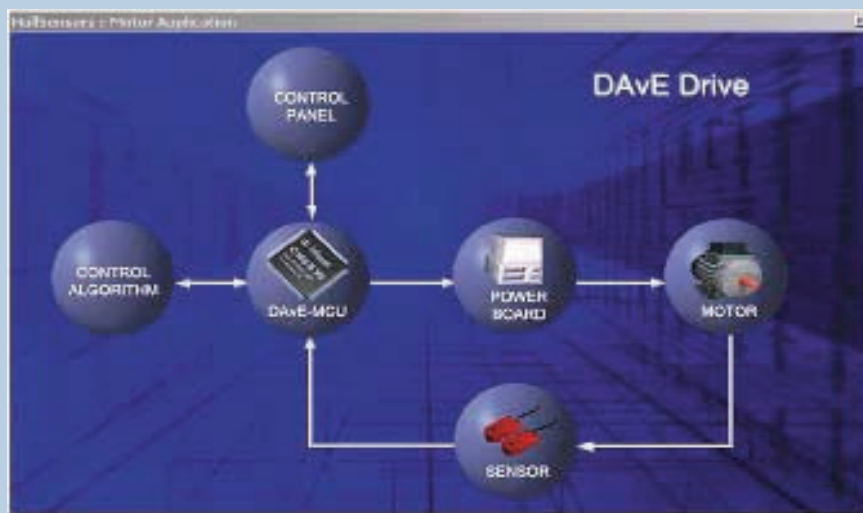 HallSensors : Motor Application
DAvE Drive
CONTROL
PANEL
CONTROL
ALGORITHM
DAvE-MCU
POWER
BOARD
MOTOR
SENSOR